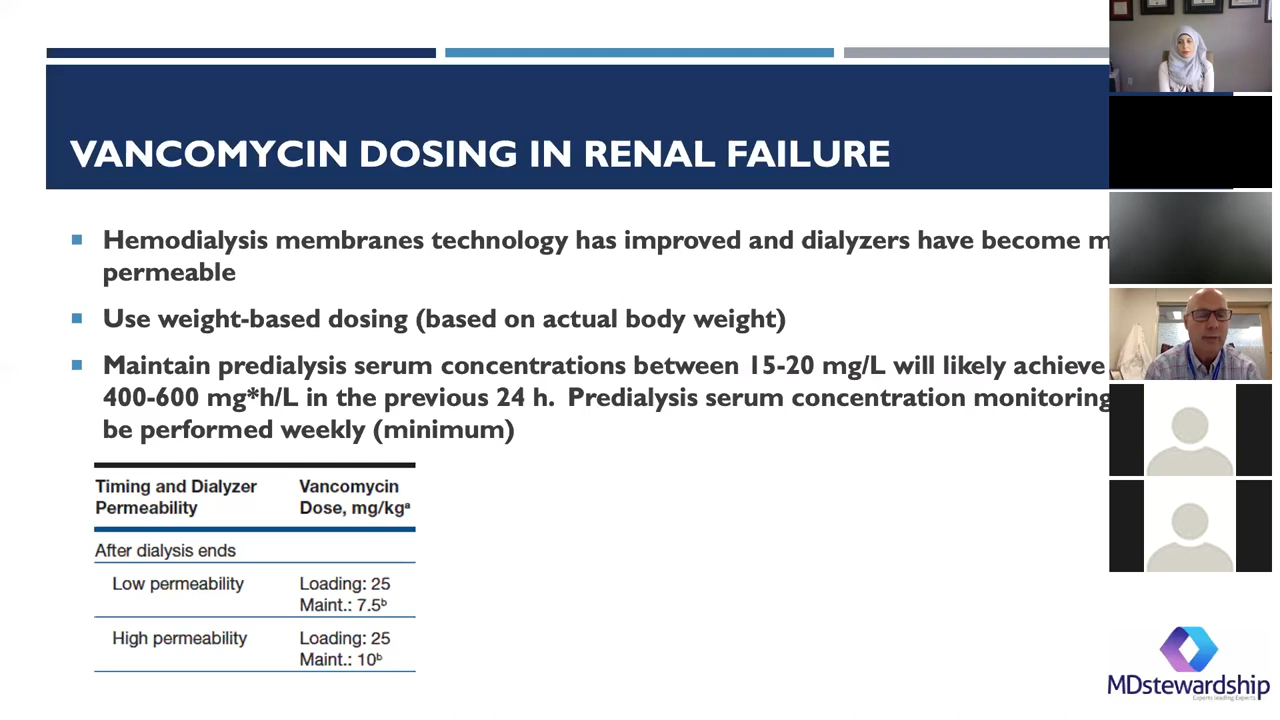 VANCOMYCIN DOSING IN RENAL FAILURE
Hemodialysis membranes technology has improved and dialyzers have become m
permeable
Use weight-based dosing (based on actual body weight)
Maintain predialysis serum concentrations between 15-20 mg/L will likely achieve
400-600 mg*h/L in the previous 24 h. Predialysis serum concentration monitoring
be performed weekly (minimum)
Timing and Dialyzer Vancomycin
Permeability Dose, mg/kgᵃ
After dialysis ends
Low permeability Loading: 25
Maint.: 7.5ᵇ
High permeability Loading: 25
Maint.: 10ᵇ
MDstewardship
Experts leading Experts